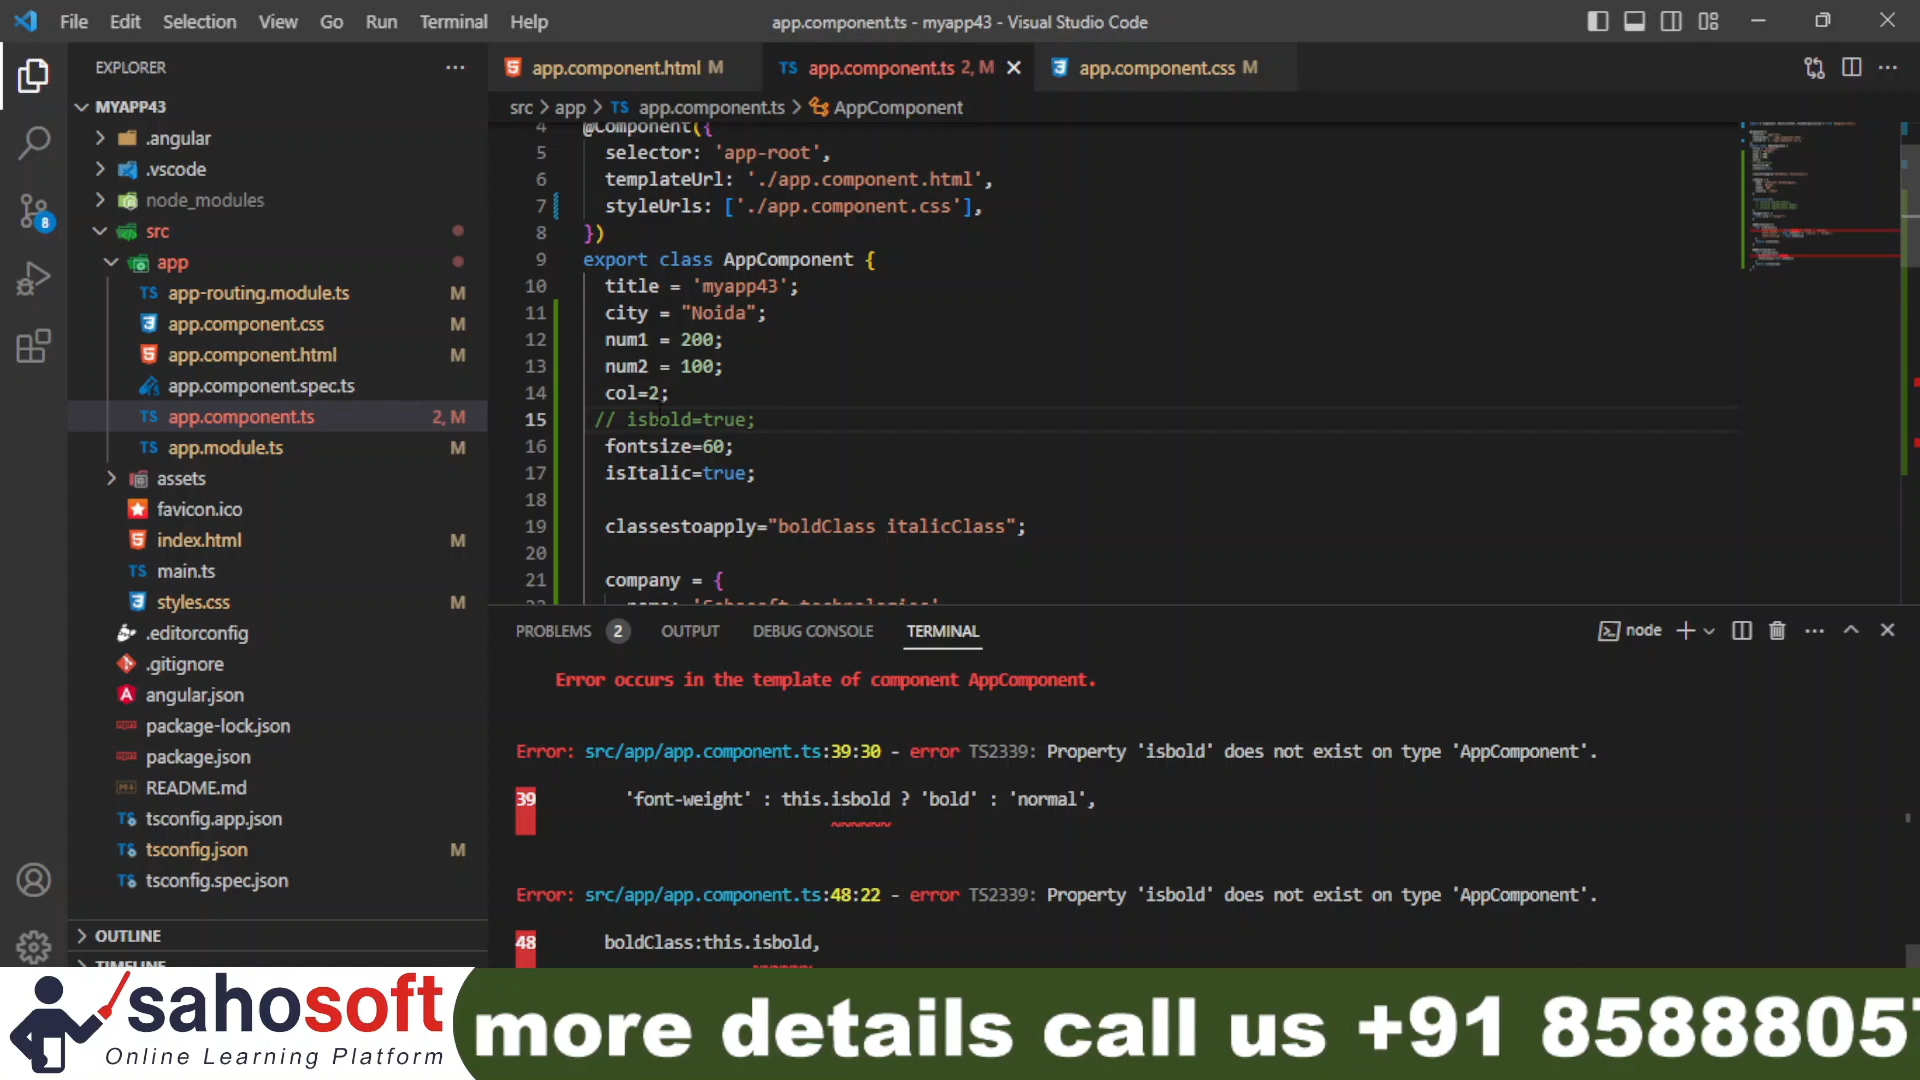 File Edit Selection View Go Run Terminal Help
app.component.ts - myapp43 - Visual Studio Code
EXPLORER
MYAPP43
.angular
.vscode
node_modules
src
app
app-routing.module.ts M
app.component.css M
app.component.html M
app.component.spec.ts
app.component.ts 2, M
app.module.ts M
assets
favicon.ico
index.html M
main.ts
styles.css M
.editorconfig
.gitignore
angular.json
package-lock.json
package.json
README.md
tsconfig.app.json
tsconfig.json M
tsconfig.spec.json
OUTLINE
TIMELINE
8
app.component.html M
TS app.component.ts 2, M
app.component.css M
src > app > TS app.component.ts > AppComponent
4 @Component({
5 selector: 'app-root',
6 templateUrl: './app.component.html',
7 styleUrls: ['./app.component.css'],
8 })
9 export class AppComponent {
10 title = 'myapp43';
11 city = "Noida";
12 num1 = 200;
13 num2 = 100;
14 col=2;
15 // isbold=true;
16 fontsize=60;
17 isItalic=true;
18
19 classestoapply="boldClass italicClass";
20
21 company = {
PROBLEMS 2 OUTPUT DEBUG CONSOLE TERMINAL
node
Error occurs in the template of component AppComponent.
Error: src/app/app.component.ts:39:30 - error TS2339: Property 'isbold' does not exist on type 'AppComponent'.
39 'font-weight' : this.isbold ? 'bold' : 'normal',
~~~~~~
Error: src/app/app.component.ts:48:22 - error TS2339: Property 'isbold' does not exist on type 'AppComponent'.
48 boldClass:this.isbold,
~~~~~~
sahosoft
Online Learning Platform
more details call us +91 8588805